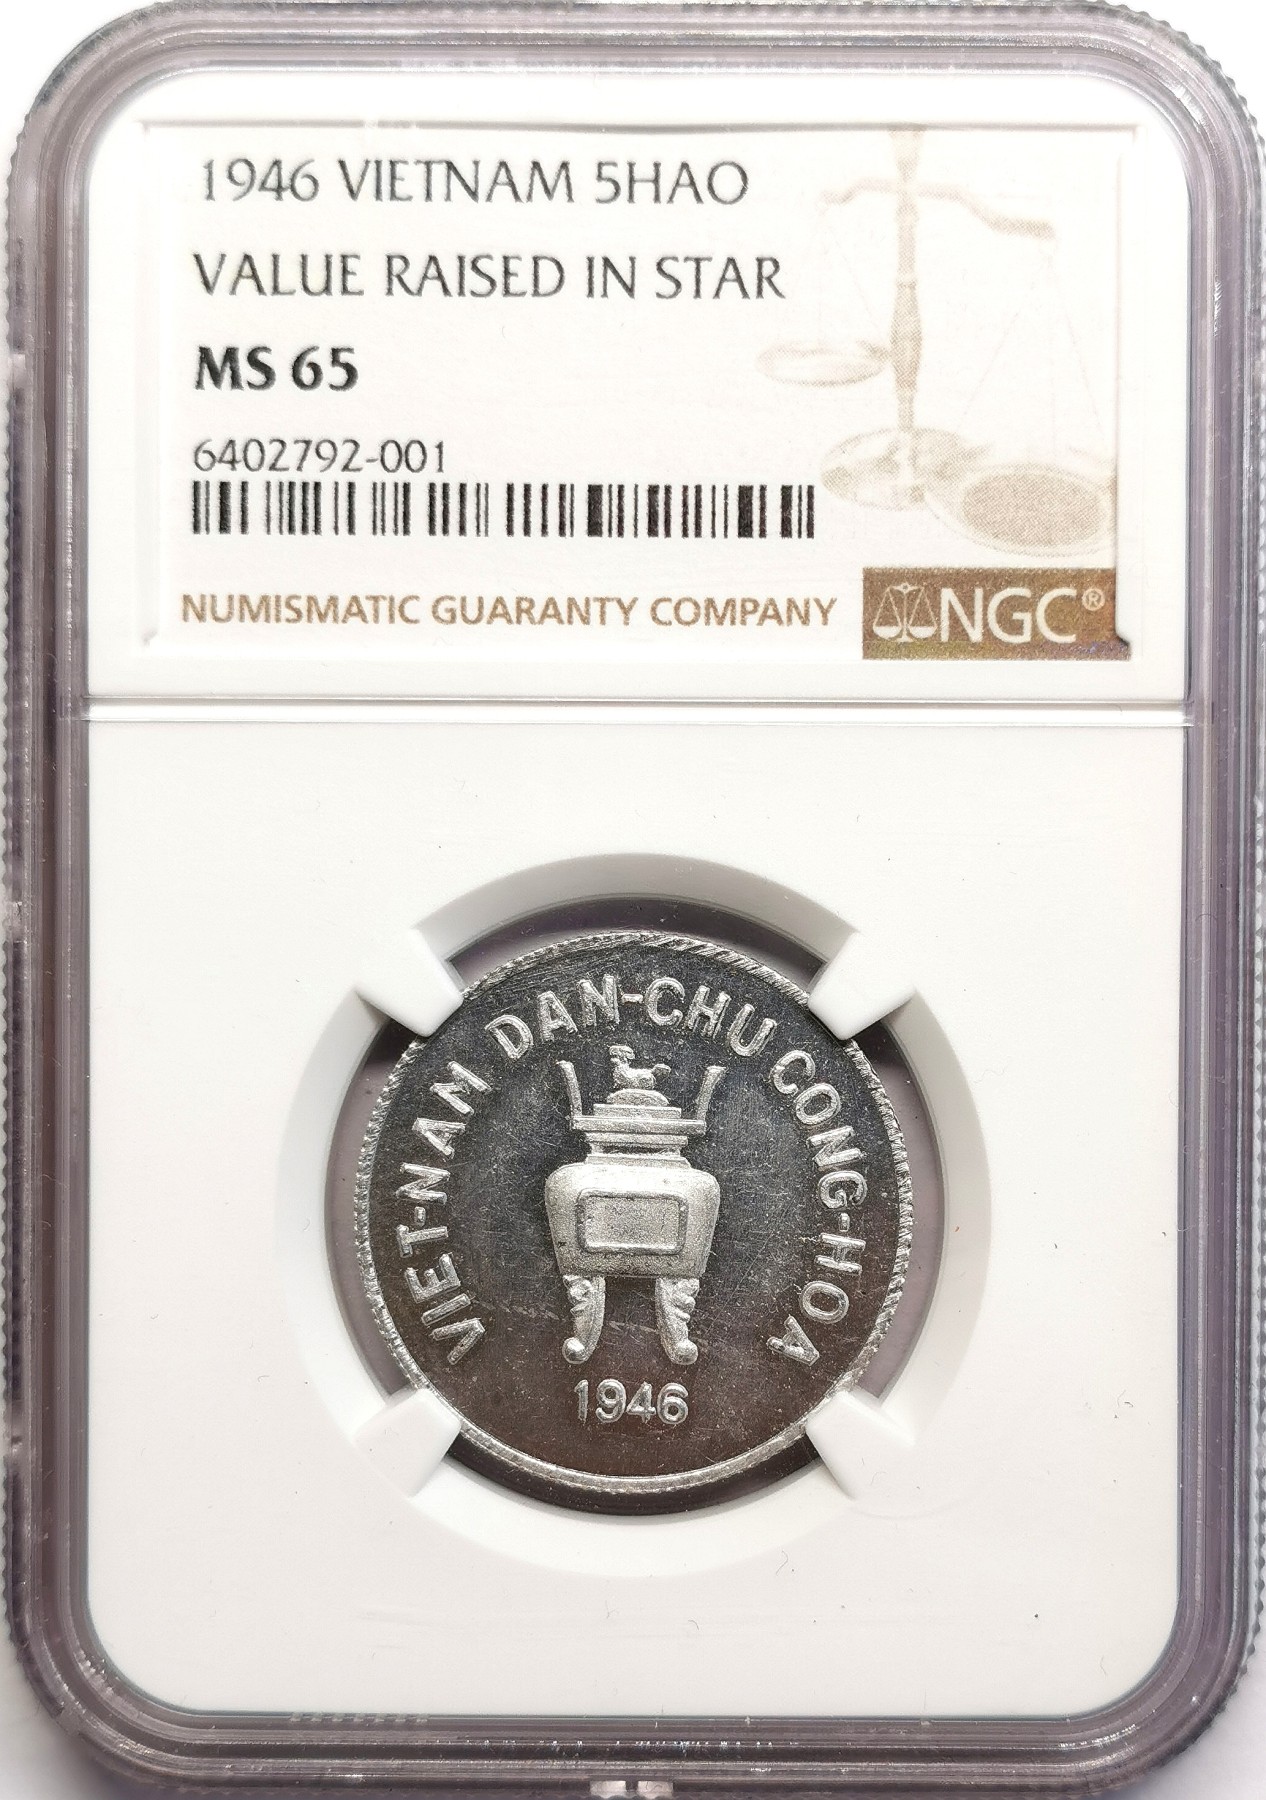 1946 VIETNAM 5HAO
VALUE RAISED IN STAR
MS 65
6402792-001
NUMISMATIC GUARANTY COMPANY
NGC®
VIET-NAM DAN-CHU CONG-HOA
1946